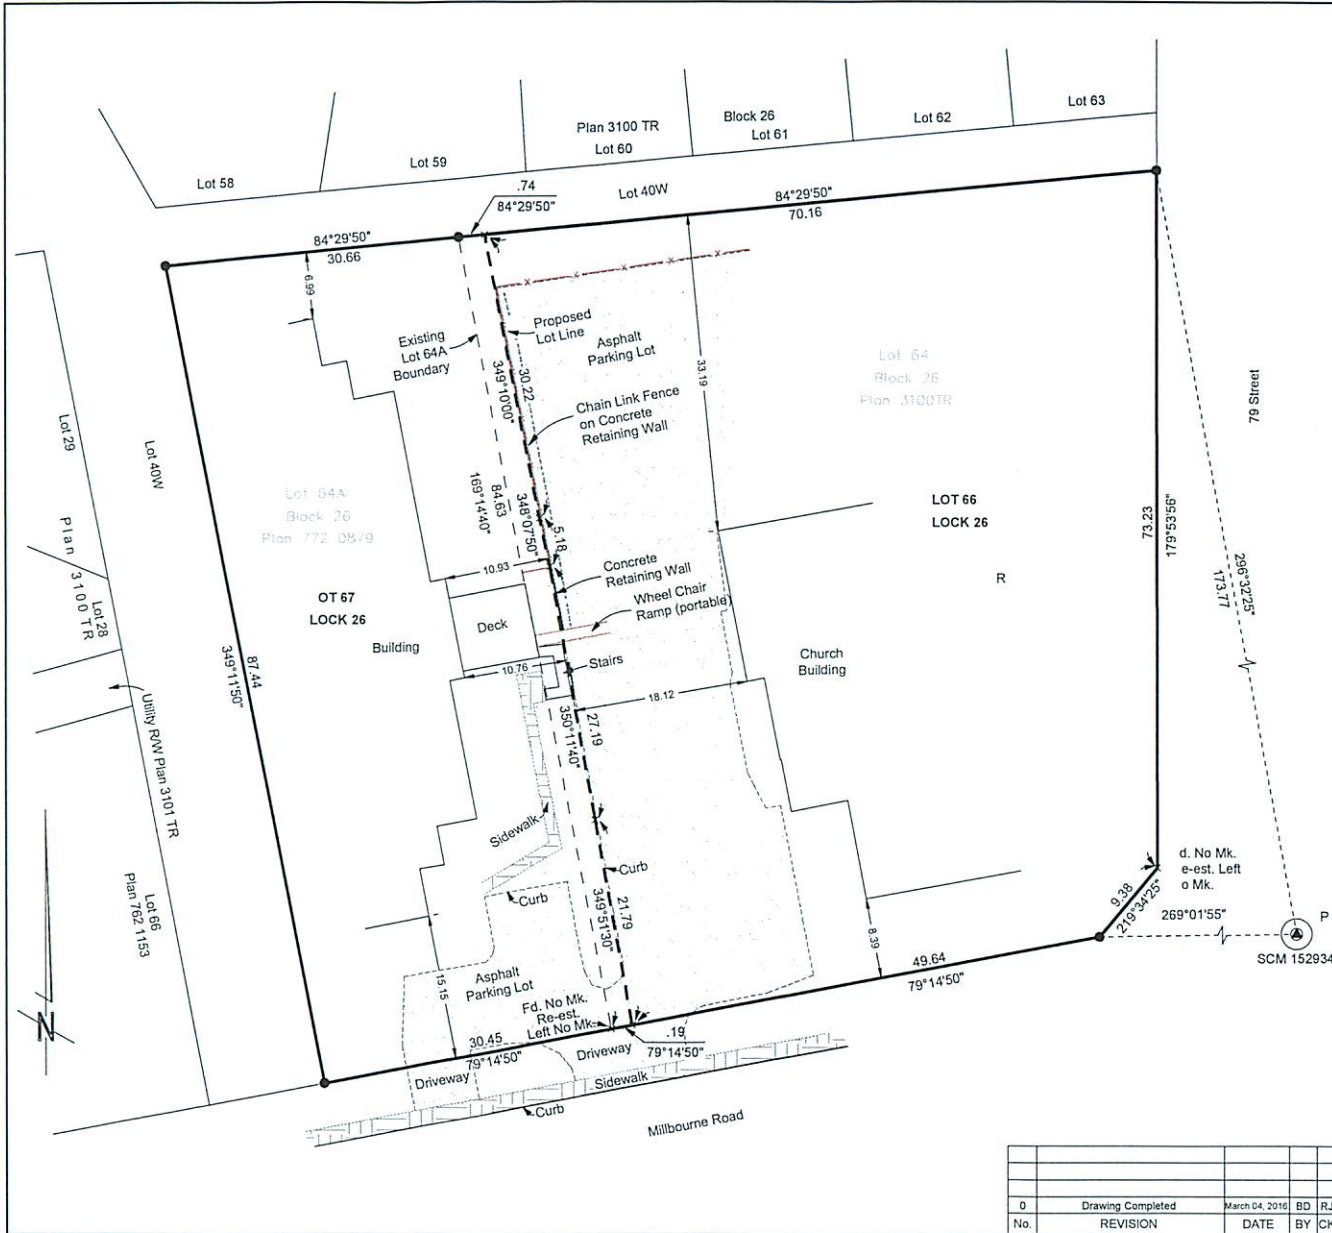 Lot 63
Block 26
Plan 3100 TR
Lot 62
Lot 61
Lot 60
Lot 59
Lot 58
.74
84°29'50"
Lot 40W
84°29'50"
70.16
84°29'50"
30.66
6.99
Existing
Lot 64A
Boundary
Proposed
Lot Line
Asphalt
Parking Lot
33.19
Lot 64
Block 26
Plan 3100TR
79 Street
349°10'00"
30.22
Chain Link Fence
on Concrete
Retaining Wall
Lot 29
Lot 40W
Plan 3100 TR
Lot 28
Lot 64A
Block 26
Plan 772 0879
84.63
169°14'40"
348°07'50"
5.18
LOT 66
LOCK 26
73.23
179°53'56"
296°32'25"
173.77
10.93
Concrete
Retaining Wall
Wheel Chair
Ramp (portable)
R
OT 67
LOCK 26
Deck
Building
10.76
Stairs
Church
Building
18.12
87.44
349°11'50"
Utility R/W Plan 3101 TR
350°11'40"
27.19
Sidewalk
Curb
Curb
349°51'30"
21.79
Lot 66
Plan 762 1153
d. No Mk.
e-est. Left
o Mk.
9.38
219°34'25"
269°01'55"
P
SCM 152934
8.39
49.64
79°14'50"
15.15
Asphalt
Parking Lot
Fd. No Mk.
Re-est.
Left No Mk.
N
30.45
79°14'50"
.19
79°14'50"
Driveway
Driveway
Sidewalk
Curb
Millbourne Road
0 Drawing Completed March 04, 2016 BD RJ
No. REVISION DATE BY CK